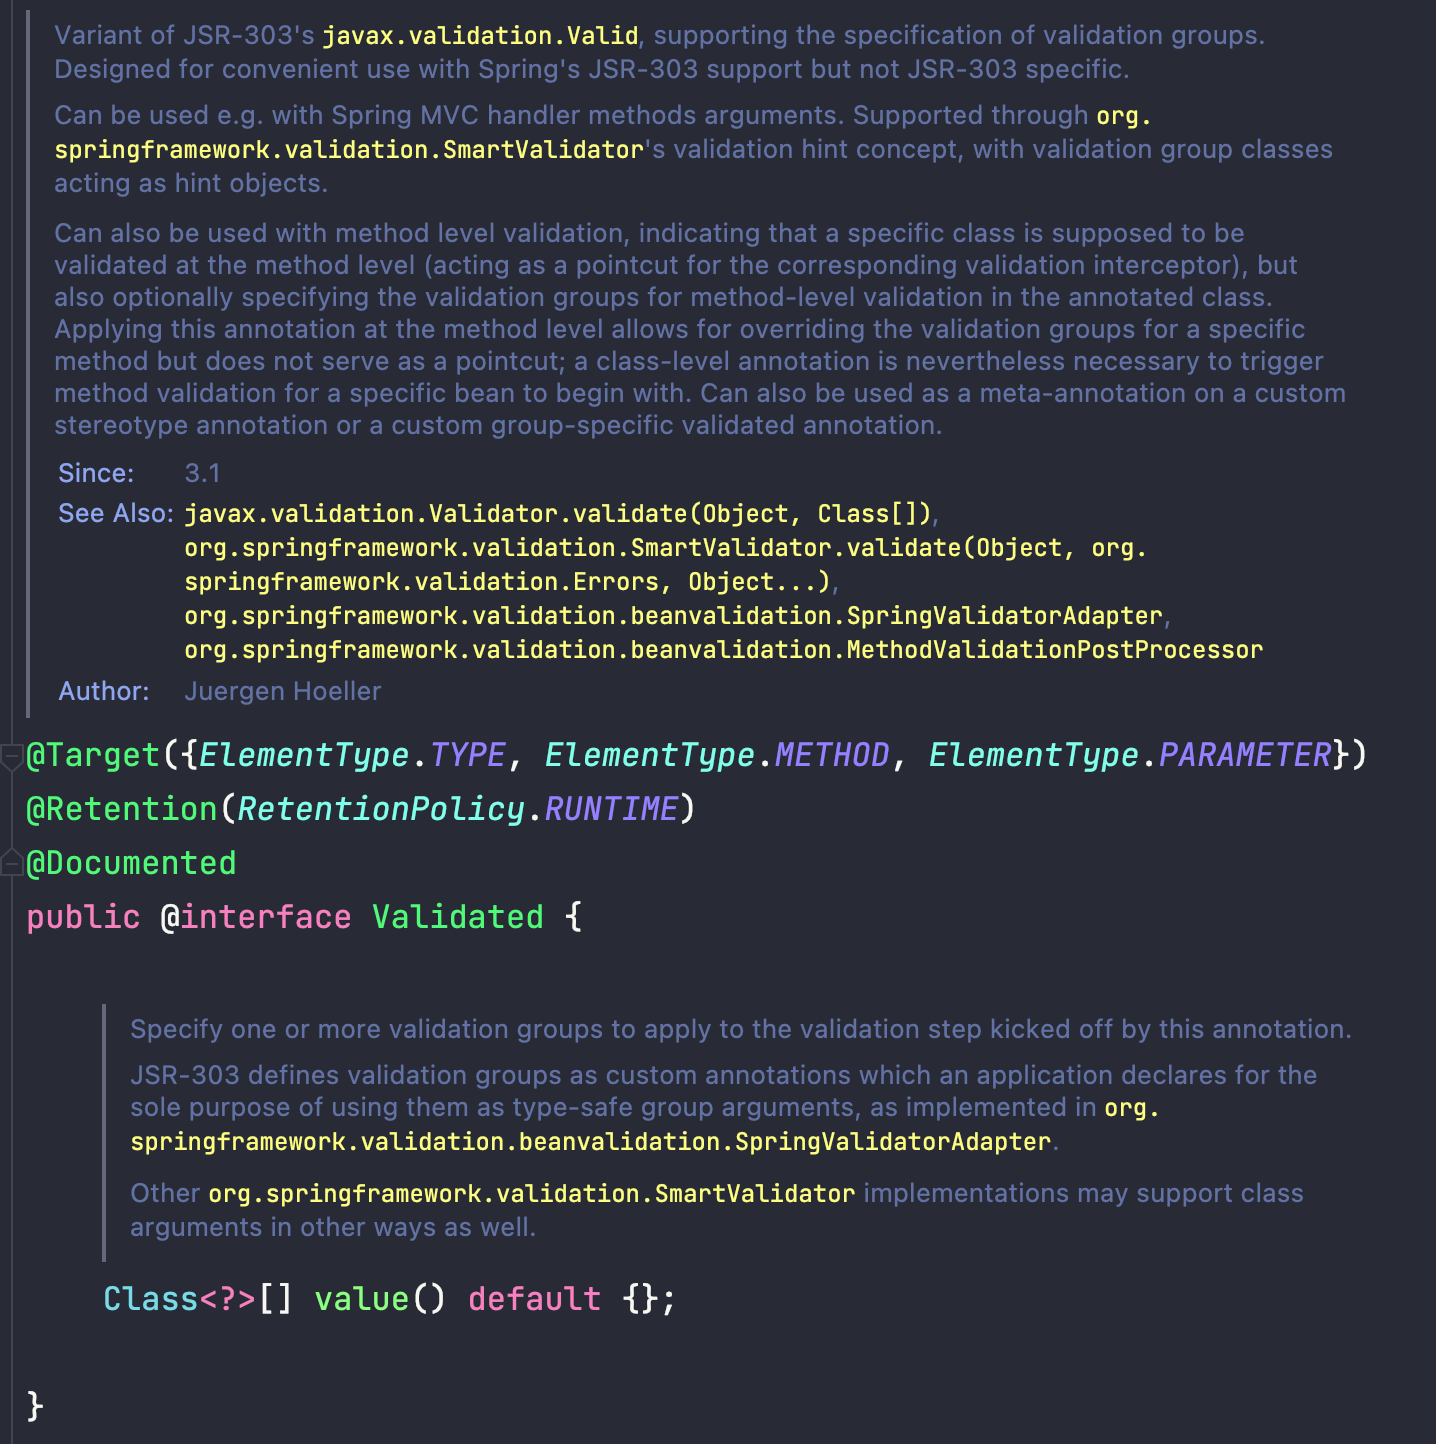 Variant of JSR-303's javax.validation.Valid, supporting the specification of validation groups.
Designed for convenient use with Spring's JSR-303 support but not JSR-303 specific.
Can be used e.g. with Spring MVC handler methods arguments. Supported through org.
springframework.validation.SmartValidator's validation hint concept, with validation group classes
acting as hint objects.
Can also be used with method level validation, indicating that a specific class is supposed to be
validated at the method level (acting as a pointcut for the corresponding validation interceptor), but
also optionally specifying the validation groups for method-level validation in the annotated class.
Applying this annotation at the method level allows for overriding the validation groups for a specific
method but does not serve as a pointcut; a class-level annotation is nevertheless necessary to trigger
method validation for a specific bean to begin with. Can also be used as a meta-annotation on a custom
stereotype annotation or a custom group-specific validated annotation.
Since: 3.1
See Also: javax.validation.Validator.validate(Object, Class[]),
org.springframework.validation.SmartValidator.validate(Object, org.
springframework.validation.Errors, Object...),
org.springframework.validation.beanvalidation.SpringValidatorAdapter,
org.springframework.validation.beanvalidation.MethodValidationPostProcessor
Author: Juergen Hoeller
@Target({ElementType.TYPE, ElementType.METHOD, ElementType.PARAMETER})
@Retention(RetentionPolicy.RUNTIME)
@Documented
public @interface Validated {
Specify one or more validation groups to apply to the validation step kicked off by this annotation.
JSR-303 defines validation groups as custom annotations which an application declares for the
sole purpose of using them as type-safe group arguments, as implemented in org.
springframework.validation.beanvalidation.SpringValidatorAdapter.
Other org.springframework.validation.SmartValidator implementations may support class
arguments in other ways as well.
Class<?>[] value() default {};
}